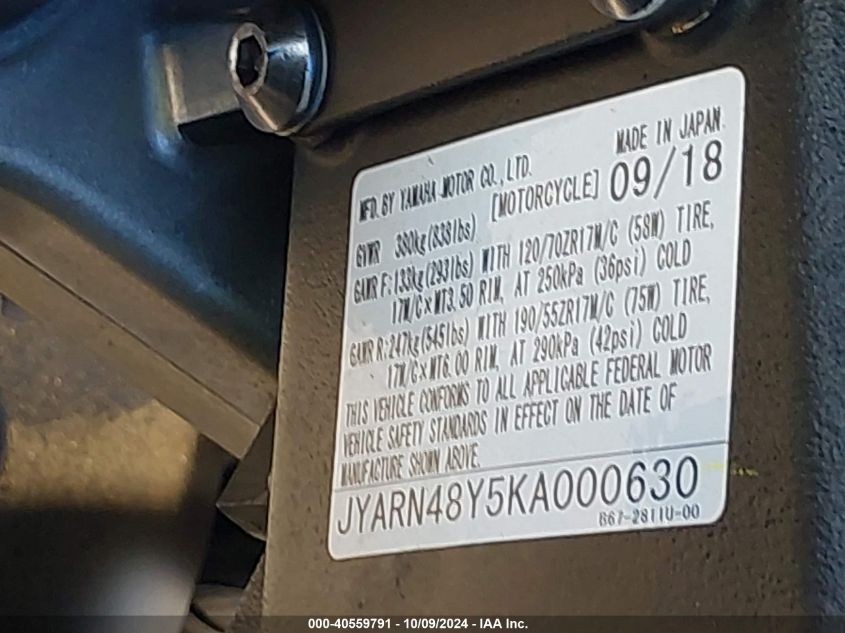 MFD. BY YAMAHA MOTOR CO., LTD. MADE IN JAPAN
[MOTORCYCLE] 09/18
GVWR 380kg(838lbs)
GAWR F: 133kg(293lbs) WITH 120/70ZR17M/C (58W) TIRE,
17M/C×MT3.50 RIM, AT 250kPa (36psi) COLD
GAWR R: 247kg(545lbs) WITH 190/55ZR17M/C (75W) TIRE,
17M/C×MT6.00 RIM, AT 290kPa (42psi) COLD
THIS VEHICLE CONFORMS TO ALL APPLICABLE FEDERAL MOTOR
VEHICLE SAFETY STANDARDS IN EFFECT ON THE DATE OF
MANUFACTURE SHOWN ABOVE.
JYARN48Y5KA000630
B67-2811U-00
000-40559791 - 10/09/2024 - IAA Inc.